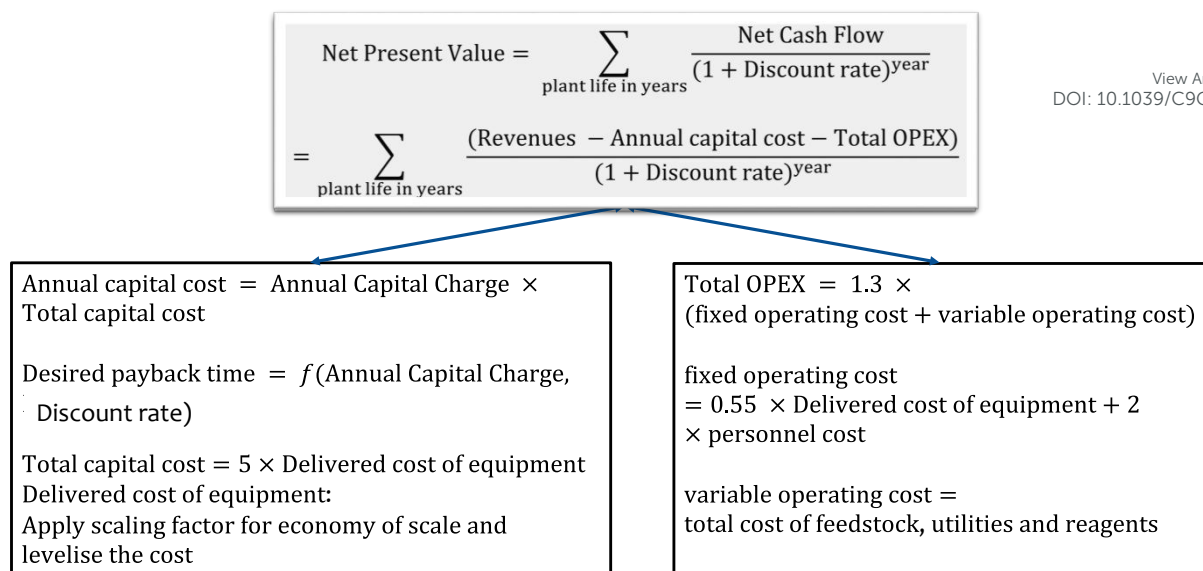 Net Present Value = ∑ Net Cash Flow / (1 + Discount rate)^year
plant life in years
= ∑ (Revenues − Annual capital cost − Total OPEX) / (1 + Discount rate)^year
plant life in years
View A
DOI: 10.1039/C9
Annual capital cost = Annual Capital Charge ×
Total capital cost
Desired payback time = f(Annual Capital Charge,
Discount rate)
Total capital cost = 5 × Delivered cost of equipment
Delivered cost of equipment:
Apply scaling factor for economy of scale and
levelise the cost
Total OPEX = 1.3 ×
(fixed operating cost + variable operating cost)
fixed operating cost
= 0.55 × Delivered cost of equipment + 2
× personnel cost
variable operating cost =
total cost of feedstock, utilities and reagents